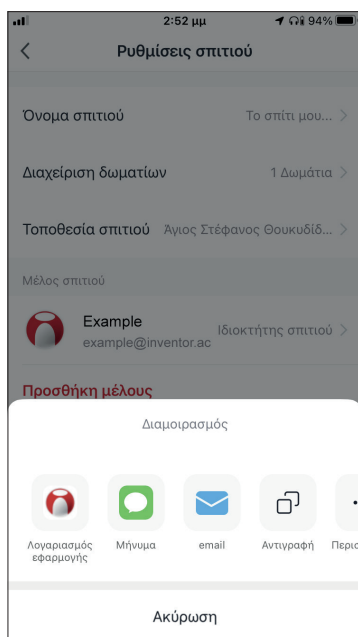 2:52 μμ
94%
Ρυθμίσεις σπιτιού
Όνομα σπιτιού Το σπίτι μου...
Διαχείριση δωματίων 1 Δωμάτια
Τοποθεσία σπιτιού Άγιος Στέφανος Θουκυδίδ...
Μέλος σπιτιού
Example
example@inventor.ac
Ιδιοκτήτης σπιτιού
Προσθήκη μέλους
Διαμοιρασμός
Λογαριασμός
εφαρμογής
Μήνυμα
email
Αντιγραφή
Ακύρωση